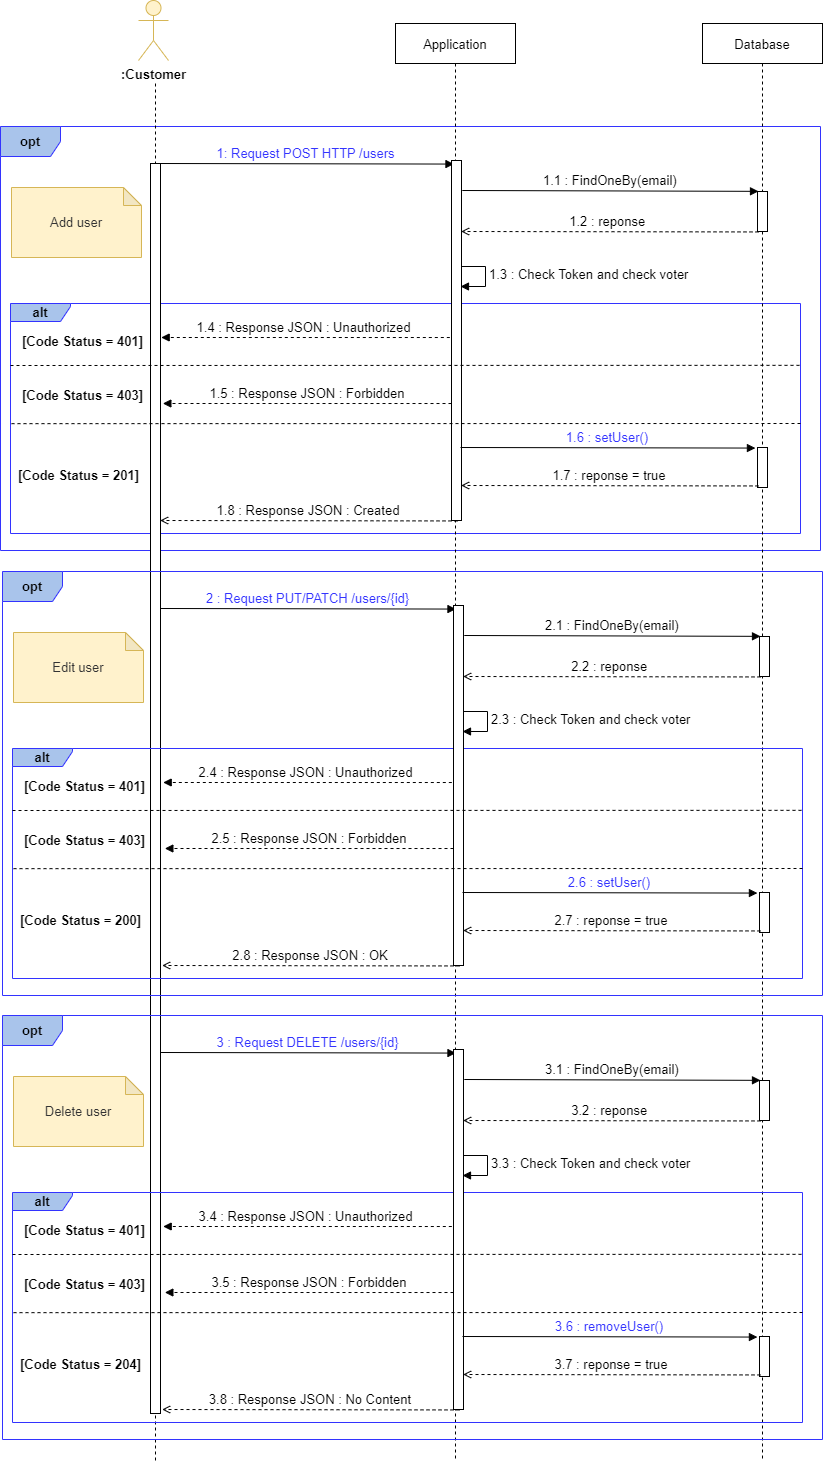 :Customer
Application
Database
opt
1: Request POST HTTP /users
1.1 : FindOneBy(email)
Add user
1.2 : reponse
1.3 : Check Token and check voter
alt
1.4 : Response JSON : Unauthorized
[Code Status = 401]
1.5 : Response JSON : Forbidden
[Code Status = 403]
1.6 : setUser()
[Code Status = 201]
1.7 : reponse = true
1.8 : Response JSON : Created
opt
2 : Request PUT/PATCH /users/{id}
2.1 : FindOneBy(email)
Edit user
2.2 : reponse
2.3 : Check Token and check voter
alt
2.4 : Response JSON : Unauthorized
[Code Status = 401]
2.5 : Response JSON : Forbidden
[Code Status = 403]
2.6 : setUser()
[Code Status = 200]
2.7 : reponse = true
2.8 : Response JSON : OK
opt
3 : Request DELETE /users/{id}
3.1 : FindOneBy(email)
Delete user
3.2 : reponse
3.3 : Check Token and check voter
alt
3.4 : Response JSON : Unauthorized
[Code Status = 401]
3.5 : Response JSON : Forbidden
[Code Status = 403]
3.6 : removeUser()
[Code Status = 204]
3.7 : reponse = true
3.8 : Response JSON : No Content